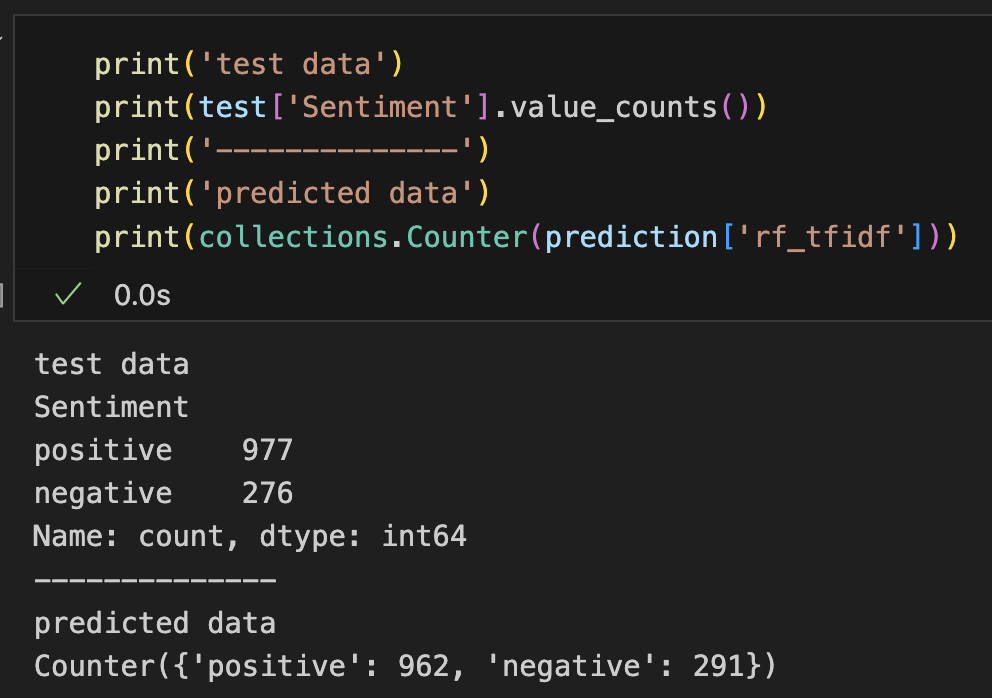 print('test data')
print(test['Sentiment'].value_counts())
print('--------------')
print('predicted data')
print(collections.Counter(prediction['rf_tfidf']))
0.0s
test data
Sentiment
positive    977
negative    276
Name: count, dtype: int64
--------------
predicted data
Counter({'positive': 962, 'negative': 291})